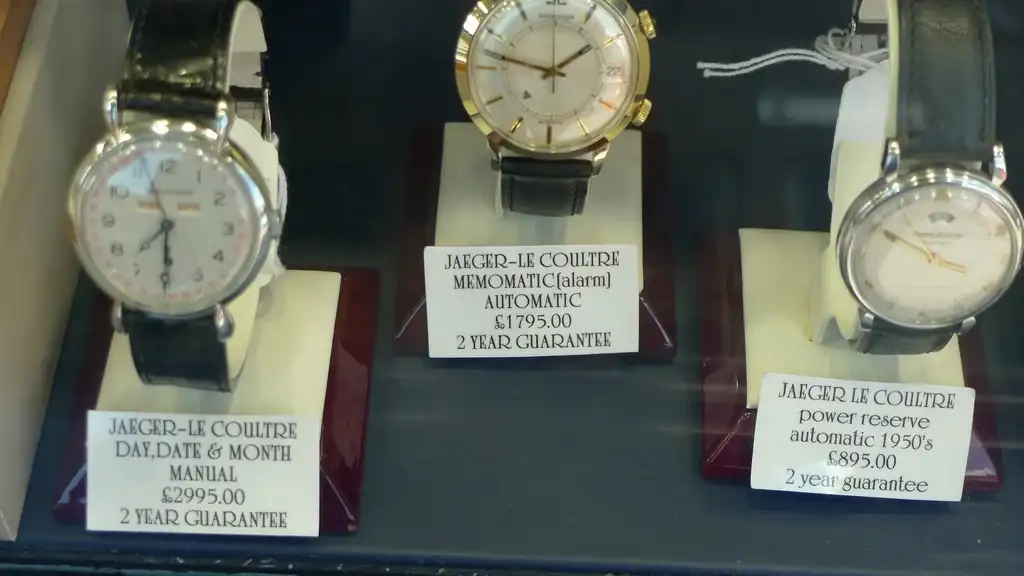 JAEGER-LE COULTRE
DAY,DATE & MONTH
MANUAL
£2995.00
2 YEAR GUARANTEE
JAEGER-LE COULTRE
MEMOMATIC(alarm)
AUTOMATIC
£1795.00
2 YEAR GUARANTEE
JAEGER LE COULTRE
power reserve
automatic 1950's
£895.00
2 year guarantee